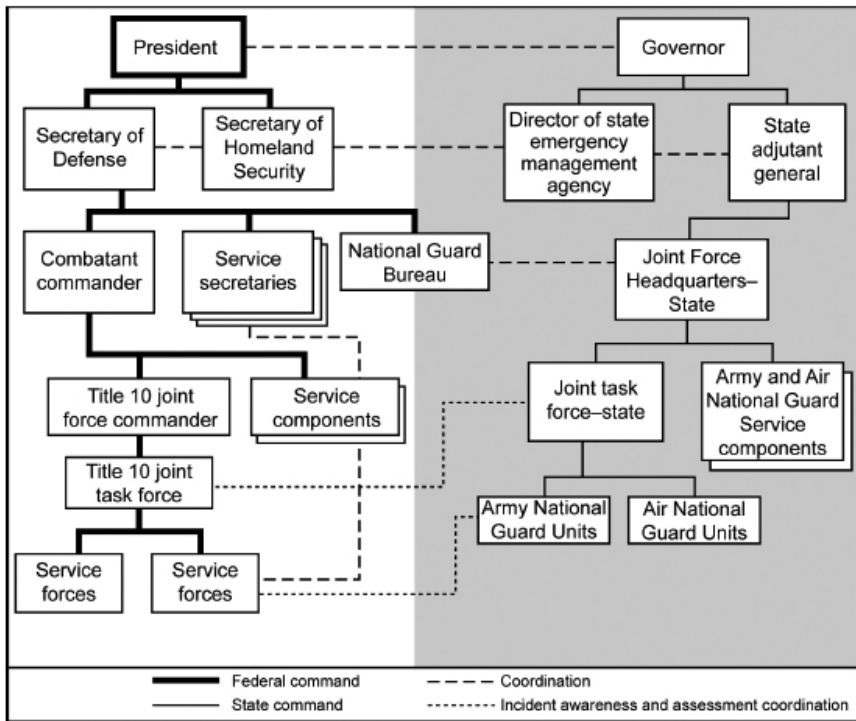 President
Governor
Secretary of
Defense
Secretary of
Homeland
Security
Director of state
emergency
management
agency
State
adjutant
general
Combatant
commander
Service
secretaries
National Guard
Bureau
Joint Force
Headquarters–
State
Title 10 joint
force commander
Service
components
Joint task
force–state
Army and Air
National Guard
Service
components
Title 10 joint
task force
Army National
Guard Units
Air National
Guard Units
Service
forces
Service
forces
Federal command
Coordination
State command
Incident awareness and assessment coordination